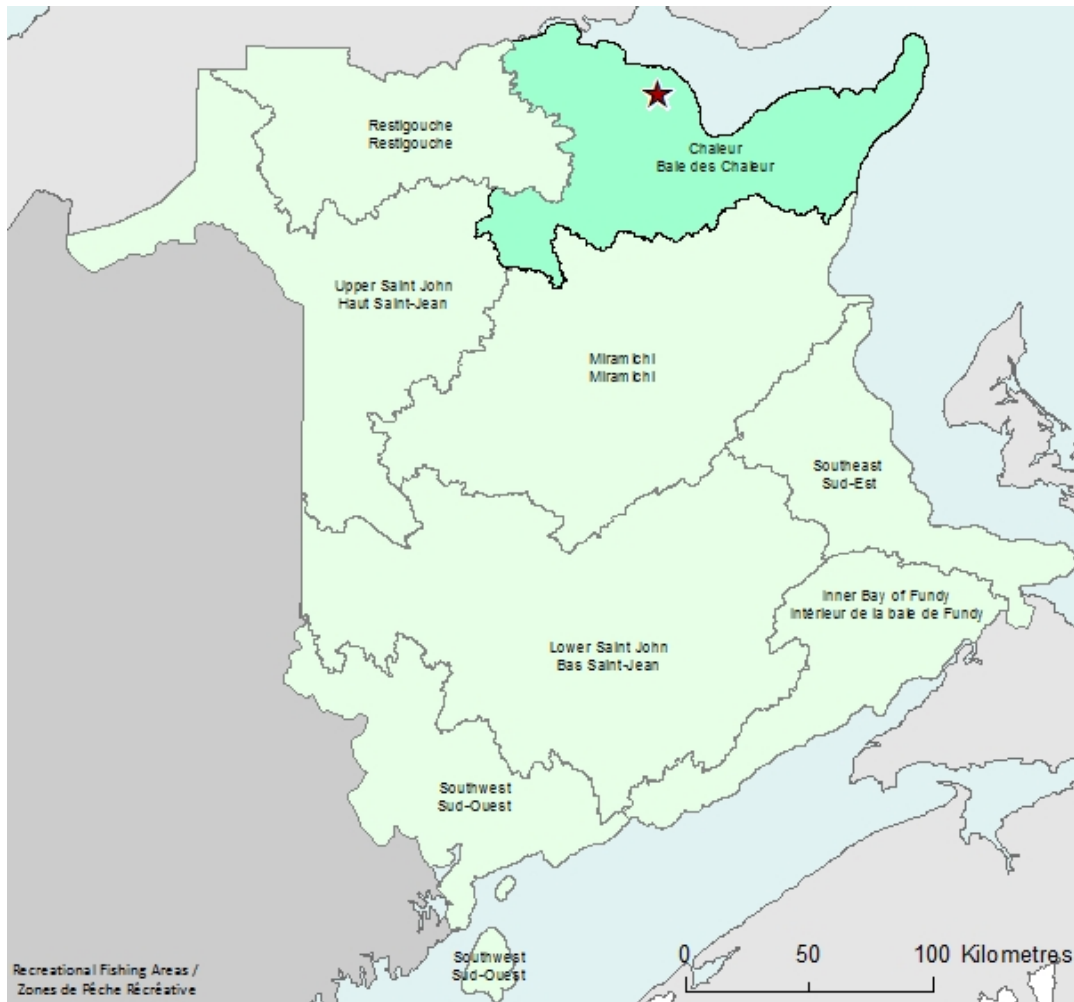 Restigouche
Restigouche
Chaleur
Baie des Chaleur
Upper Saint John
Haut Saint-Jean
Miramichi
Miramichi
Southeast
Sud-Est
Inner Bay of Fundy
Intérieur de la baie de Fundy
Lower Saint John
Bas Saint-Jean
Southwest
Sud-Ouest
Southwest
Sud-Ouest
0 50 100 Kilometres
Recreational Fishing Areas /
Zones de Pêche Récréative